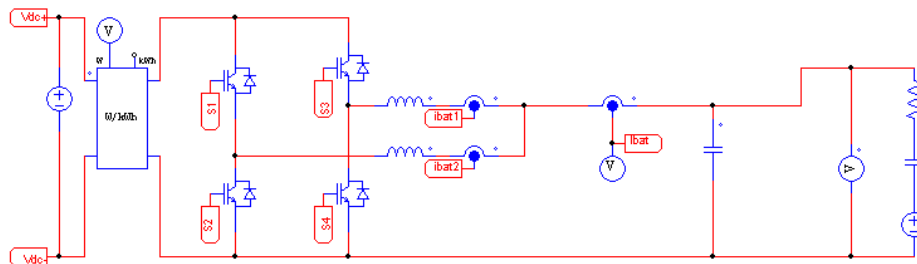 Vdc+
V
W
kWh
W/kWh
S1
S3
ibat1
ibat2
Ibat
V
V
S2
S4
Vdc-